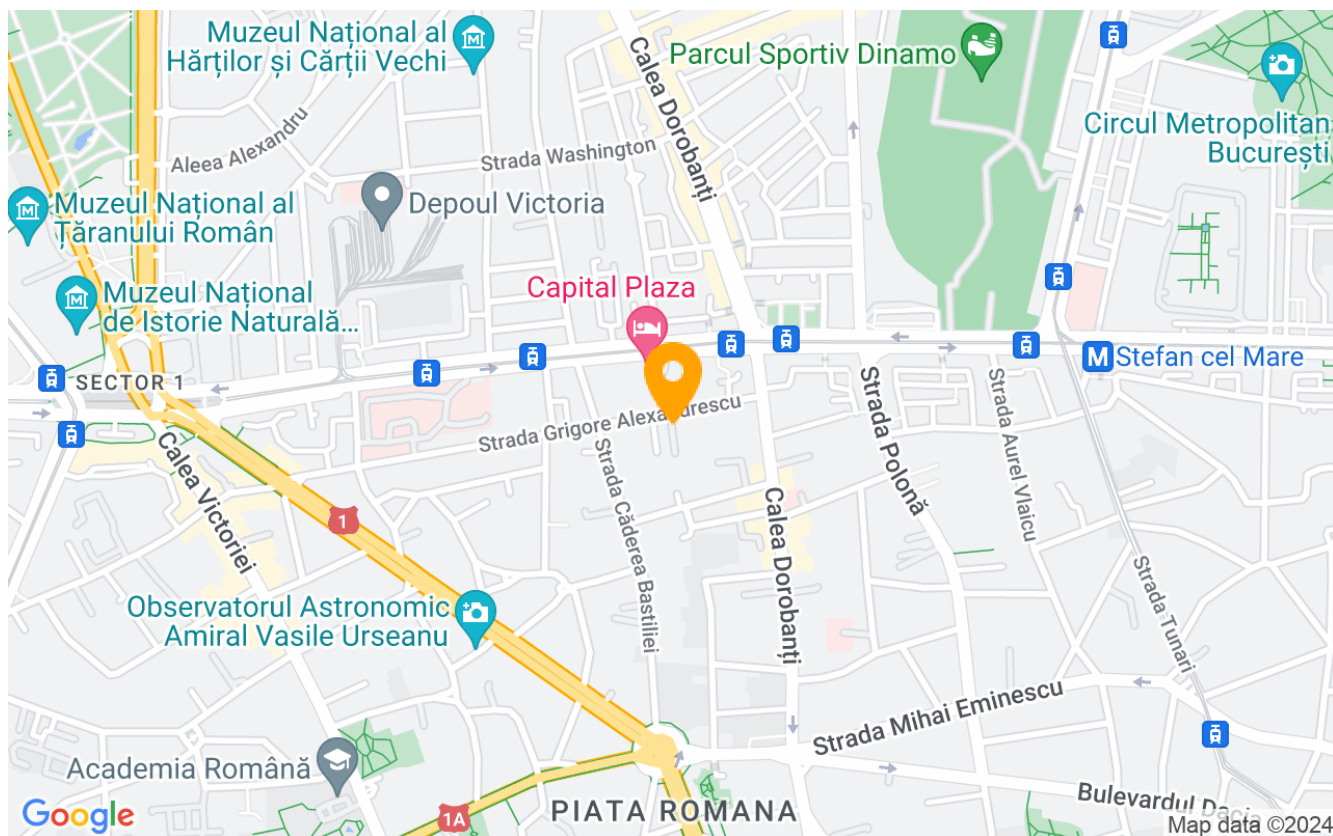 Muzeul Național al
Hărților și Cărții Vechi
Calea Dorobanți
Parcul Sportiv Dinamo
Circul Metropolitan
București
Aleea Alexandru
Strada Washington
Muzeul Național al
Țăranului Român
Depoul Victoria
Muzeul Național
de Istorie Naturală...
Capital Plaza
M Stefan cel Mare
SECTOR 1
Strada Grigore Alexandrescu
Strada Polonă
Strada Aurel Vlaicu
Calea Victoriei
Strada Căderea Bastiliei
Calea Dorobanți
1
Strada Tunari
Observatorul Astronomic
Amiral Vasile Urseanu
Strada Mihai Eminescu
Academia Română
Bulevardul Dacia
Google
1A
PIATA ROMANA
Map data ©2024